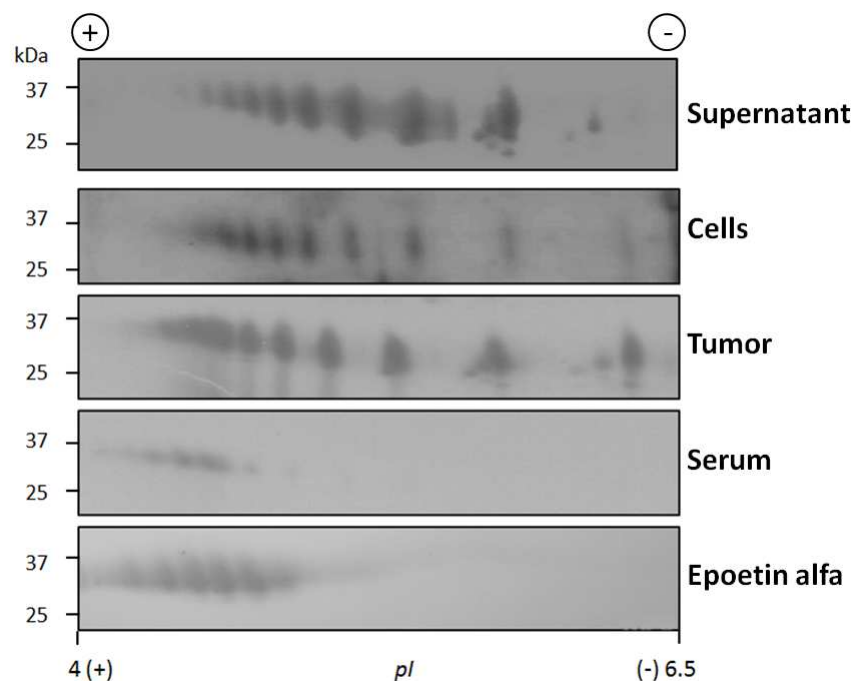 + -
kDa
37
25
Supernatant
37
25
Cells
37
25
Tumor
37
25
Serum
37
25
Epoetin alfa
4 (+) pI (-) 6.5